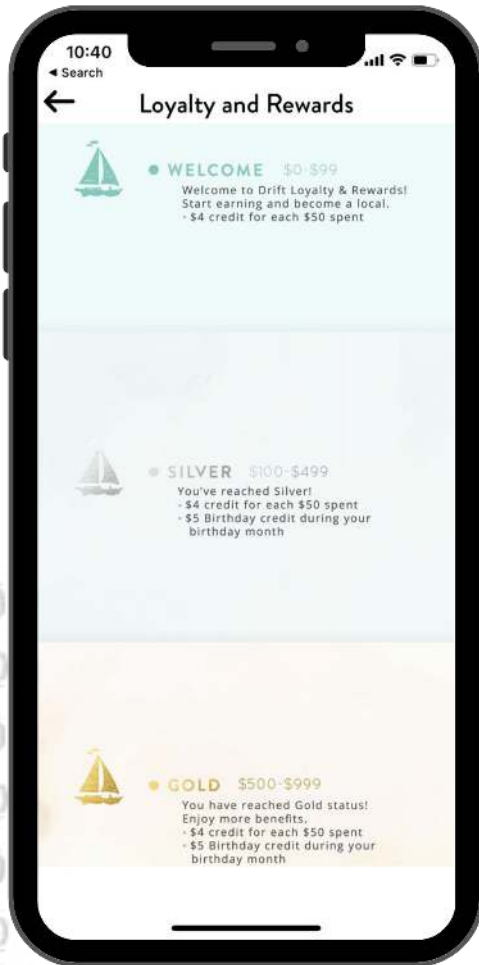 10:40
◄ Search
Loyalty and Rewards
WELCOME $0-$99
Welcome to Drift Loyalty & Rewards!
Start earning and become a local.
- $4 credit for each $50 spent
SILVER $100-$499
You've reached Silver!
- $4 credit for each $50 spent
- $5 Birthday credit during your
birthday month
GOLD $500-$999
You have reached Gold status!
Enjoy more benefits.
- $4 credit for each $50 spent
- $5 Birthday credit during your
birthday month